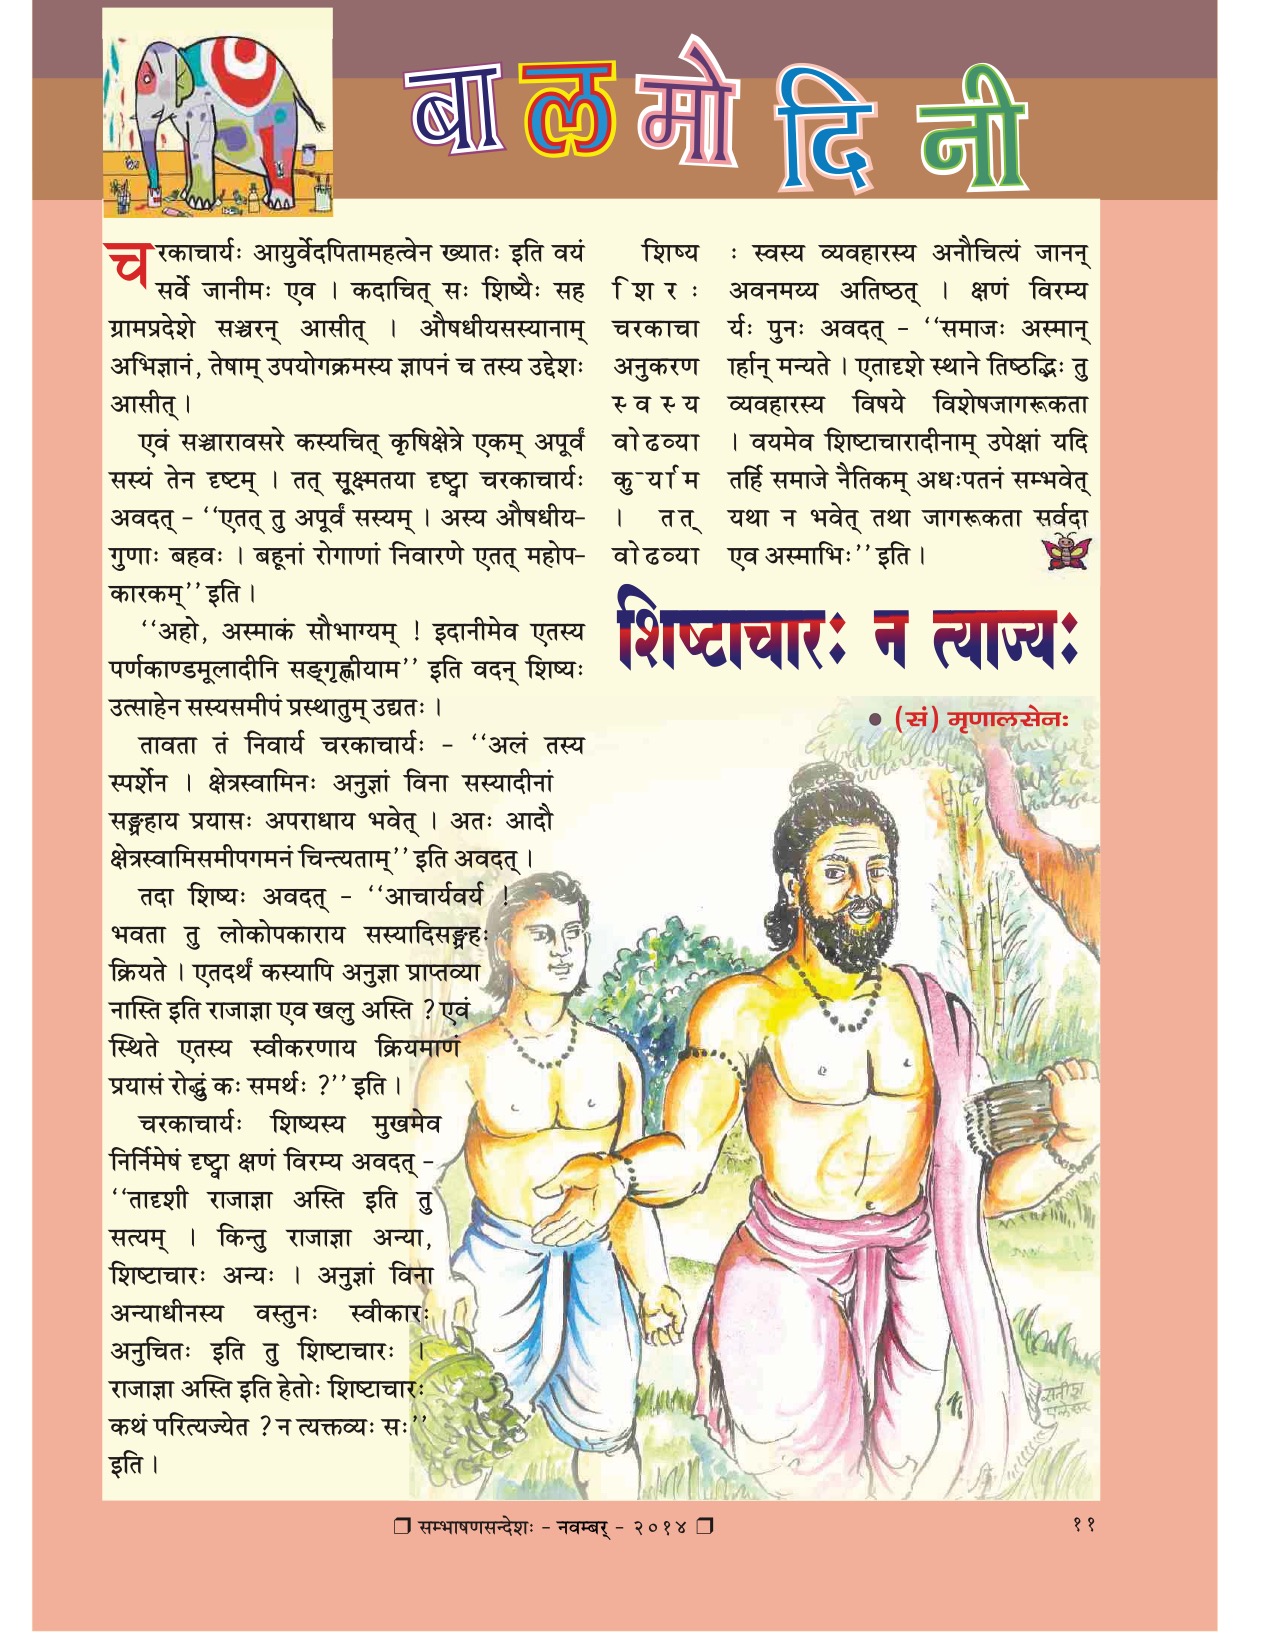 बालमोदिनी
चरकाचार्यः आयुर्वेदपितामहत्वेन ख्यातः इति वयं
सर्वे जानीमः एव । कदाचित् सः शिष्यैः सह
ग्रामप्रदेशे सञ्चरन् आसीत् । औषधीयसस्यानाम्
अभिज्ञानं, तेषाम् उपयोगक्रमस्य ज्ञापनं च तस्य उद्देशः
आसीत् ।
एवं सञ्चारावसरे कस्यचित् कृषिक्षेत्रे एकम् अपूर्वं
सस्यं तेन दृष्टम् । तत् सूक्ष्मतया दृष्ट्वा चरकाचार्यः
अवदत् – ‘‘एतत् तु अपूर्वं सस्यम् । अस्य औषधीय–
गुणाः बहवः । बहूनां रोगाणां निवारणे एतत् महोप–
कारकम्’’ इति ।
‘‘अहो, अस्माकं सौभाग्यम् ! इदानीमेव एतस्य
पर्णकाण्डमूलादीनि सङ्गृह्णीयाम’’ इति वदन् शिष्यः
उत्साहेन सस्यसमीपं प्रस्थातुम् उद्यतः ।
तावता तं निवार्य चरकाचार्यः – ‘‘अलं तस्य
स्पर्शेन । क्षेत्रस्वामिनः अनुज्ञां विना सस्यादीनां
सङ्ग्रहाय प्रयासः अपराधाय भवेत् । अतः आदौ
क्षेत्रस्वामिसमीपगमनं चिन्त्यताम्’’ इति अवदत् ।
तदा शिष्यः अवदत् – ‘‘आचार्यवर्य !
भवता तु लोकोपकाराय सस्यादिसङ्ग्रहः
क्रियते । एतदर्थं कस्यापि अनुज्ञा प्राप्तव्या
नास्ति इति राजाज्ञा एव खलु अस्ति ? एवं
स्थिते एतस्य स्वीकरणाय क्रियमाणं
प्रयासं रोद्धुं कः समर्थः ?’’ इति ।
चरकाचार्यः शिष्यस्य मुखमेव
निर्निमेषं दृष्ट्वा क्षणं विरम्य अवदत् –
‘‘तादृशी राजाज्ञा अस्ति इति तु
सत्यम् । किन्तु राजाज्ञा अन्या,
शिष्टाचारः अन्यः । अनुज्ञां विना
अन्याधीनस्य वस्तुनः स्वीकारः
अनुचितः इति तु शिष्टाचारः ।
राजाज्ञा अस्ति इति हेतोः शिष्टाचारः
कथं परित्यज्येत ? न त्यक्तव्यः सः’’
इति ।
शिष्य : स्वस्य व्यवहारस्य अनौचित्यं जानन्
शिरः अवनमय्य अतिष्ठत् । क्षणं विरम्य
चरकाचा र्यः पुनः अवदत् – ‘‘समाजः अस्मान्
अनुकरण ार्हान् मन्यते । एतादृशे स्थाने तिष्ठद्भिः तु
स्वस्य व्यवहारस्य विषये विशेषजागरूकता
वोढव्या । वयमेव शिष्टाचारादीनाम् उपेक्षां यदि
कुर्याम तर्हि समाजे नैतिकम् अधःपतनं सम्भवेत्
। तत् यथा न भवेत् तथा जागरूकता सर्वदा
वोढव्या एव अस्माभिः’’ इति ।
शिष्टाचारः न त्याज्यः
• (सं) मृणालसेनः
❐ सम्भाषणसन्देशः – नवम्बर् – २०१४ ❐
११